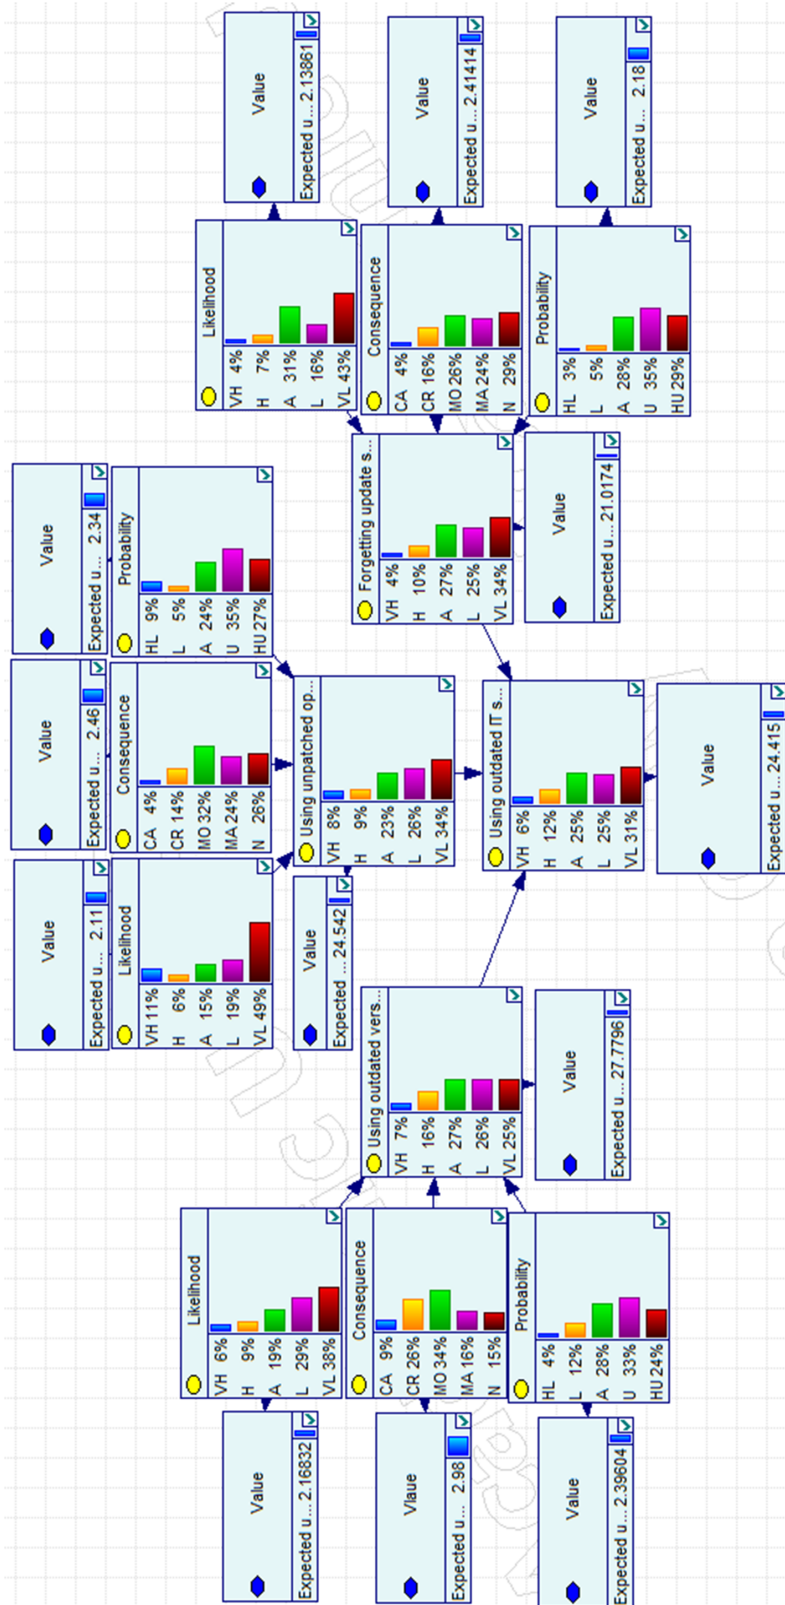 Value
Expected u... 2.11
Value
Expected u... 2.46
Value
Expected u... 2.34
Likelihood
VH 11%
H 6%
A 15%
L 19%
VL 49%
Consequence
CA 4%
CR 14%
MO 32%
MA 24%
N 26%
Probability
HL 9%
L 5%
A 24%
U 35%
HU 27%
Likelihood
VH 6%
H 9%
A 19%
L 29%
VL 38%
Value
Expected u... 2.16832
Consequence
CA 9%
CR 26%
MO 34%
MA 16%
N 15%
Vlaue
Expected u... 2.98
Probability
HL 4%
L 12%
A 28%
U 33%
HU 24%
Value
Expected u... 2.39604
Using outdated vers...
VH 7%
H 16%
A 27%
L 26%
VL 25%
Value
Expected u... 27.7796
Value
Expected ... 24.542
Using unpatched op...
VH 8%
H 9%
A 23%
L 26%
VL 34%
Likelihood
VH 4%
H 7%
A 31%
L 16%
VL 43%
Value
Expected u... 2.13861
Consequence
CA 4%
CR 16%
MO 26%
MA 24%
N 29%
Value
Expected u... 2.41414
Probability
HL 3%
L 5%
A 28%
U 35%
HU 29%
Value
Expected u... 2.18
Forgetting update s...
VH 4%
H 10%
A 27%
L 25%
VL 34%
Value
Expected u... 21.0174
Using outdated IT s...
VH 6%
H 12%
A 25%
L 25%
VL 31%
Value
Expected u... 24.415